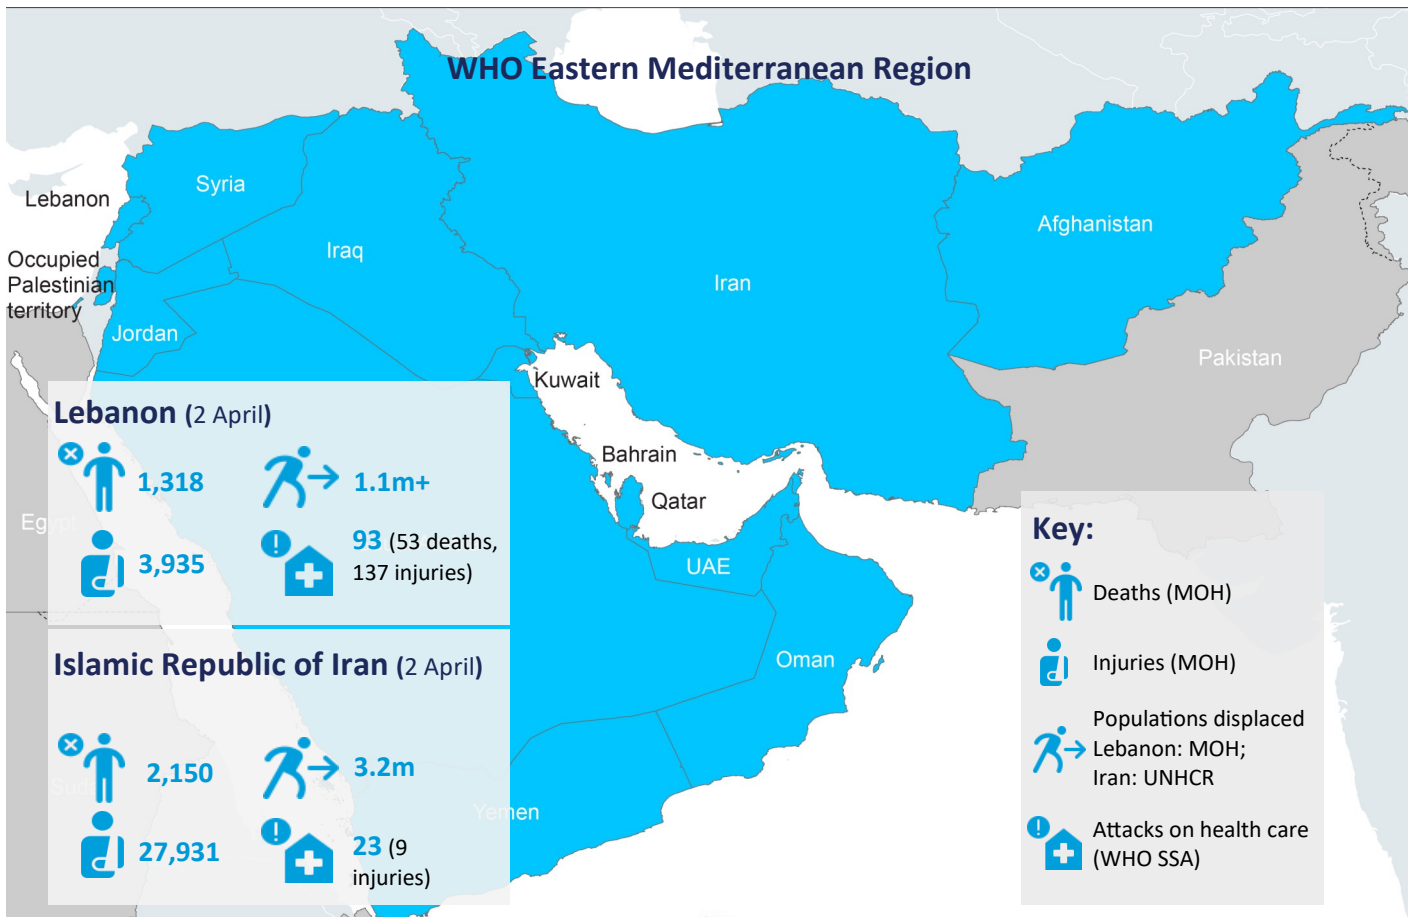 WHO Eastern Mediterranean Region
Lebanon
Syria
Iraq
Iran
Afghanistan
Occupied
Palestinian
territory
Jordan
Pakistan
Kuwait
Bahrain
Qatar
UAE
Oman
Yemen
Egypt
Sud
Lebanon (2 April)
1,318
1.1m+
3,935
93 (53 deaths,
137 injuries)
Islamic Republic of Iran (2 April)
2,150
3.2m
27,931
23 (9
injuries)
Key:
Deaths (MOH)
Injuries (MOH)
Populations displaced
Lebanon: MOH;
Iran: UNHCR
Attacks on health care
(WHO SSA)